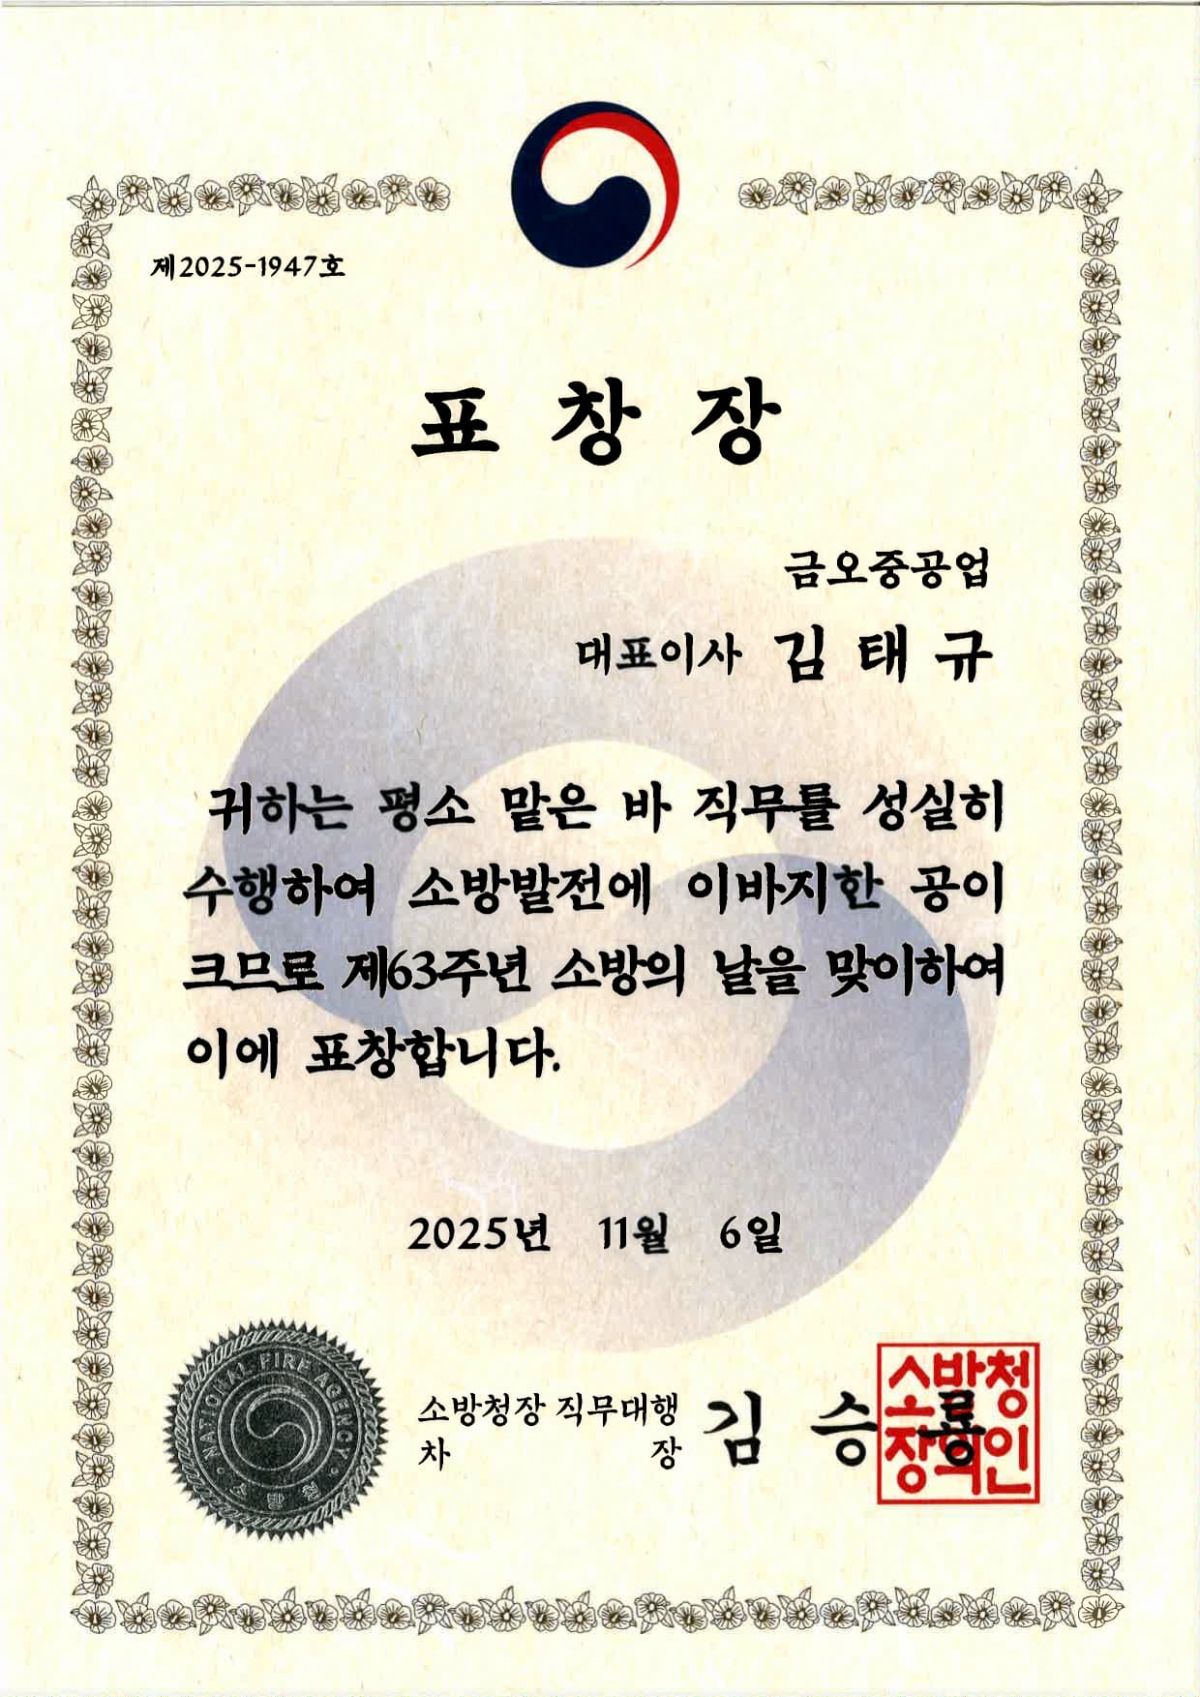 제2025-1947호
표 창 장
금오중공업
대표이사 김 태 규
귀하는 평소 맡은 바 직무를 성실히
수행하여 소방발전에 이바지한 공이
크므로 제63주년 소방의 날을 맞이하여
이에 표창합니다.
2025년 11월 6일
NATIONAL FIRE AGENCY
소방청
소방청장 직무대행
차 장 김 승 룡
소방청
장의인